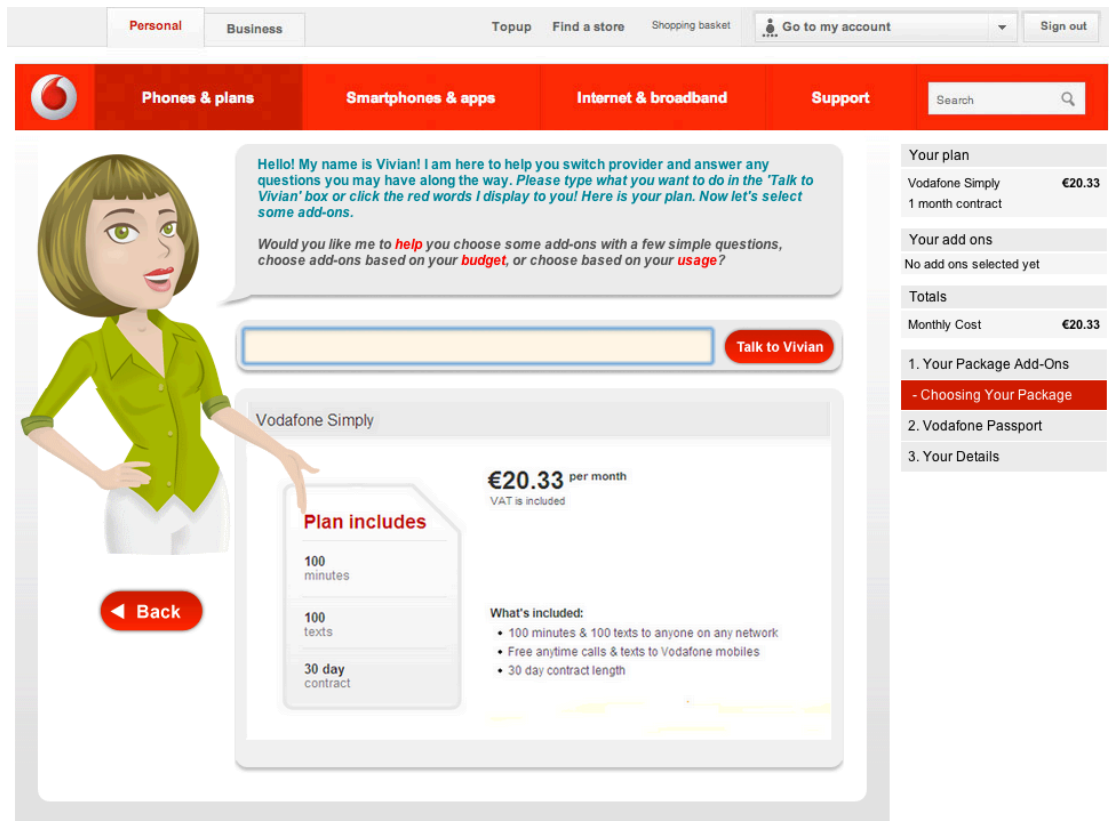 Personal
Business
Topup
Find a store
Shopping basket
Go to my account
Sign out
Phones & plans
Smartphones & apps
Internet & broadband
Support
Search
Hello! My name is Vivian! I am here to help you switch provider and answer any
questions you may have along the way. Please type what you want to do in the 'Talk to
Vivian' box or click the red words I display to you! Here is your plan. Now let's select
some add-ons.
Would you like me to help you choose some add-ons with a few simple questions,
choose add-ons based on your budget, or choose based on your usage?
Talk to Vivian
Vodafone Simply
€20.33 per month
VAT is included
Plan includes
100
minutes
100
texts
30 day
contract
What's included:
• 100 minutes & 100 texts to anyone on any network
• Free anytime calls & texts to Vodafone mobiles
• 30 day contract length
Back
Your plan
Vodafone Simply €20.33
1 month contract
Your add ons
No add ons selected yet
Totals
Monthly Cost €20.33
1. Your Package Add-Ons
- Choosing Your Package
2. Vodafone Passport
3. Your Details